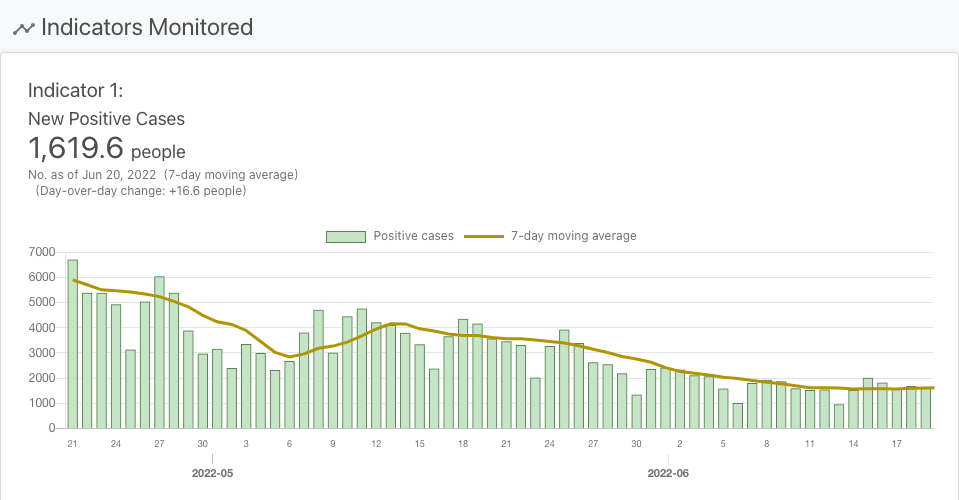 Indicators Monitored
Indicator 1:
New Positive Cases
1,619.6 people
No. as of Jun 20, 2022 (7-day moving average)
(Day-over-day change: +16.6 people)
Positive cases 7-day moving average
7000
6000
5000
4000
3000
2000
1000
0
21 24 27 30 3 6 9 12 15 18 21 24 27 30 2 5 8 11 14 17
2022-05 2022-06